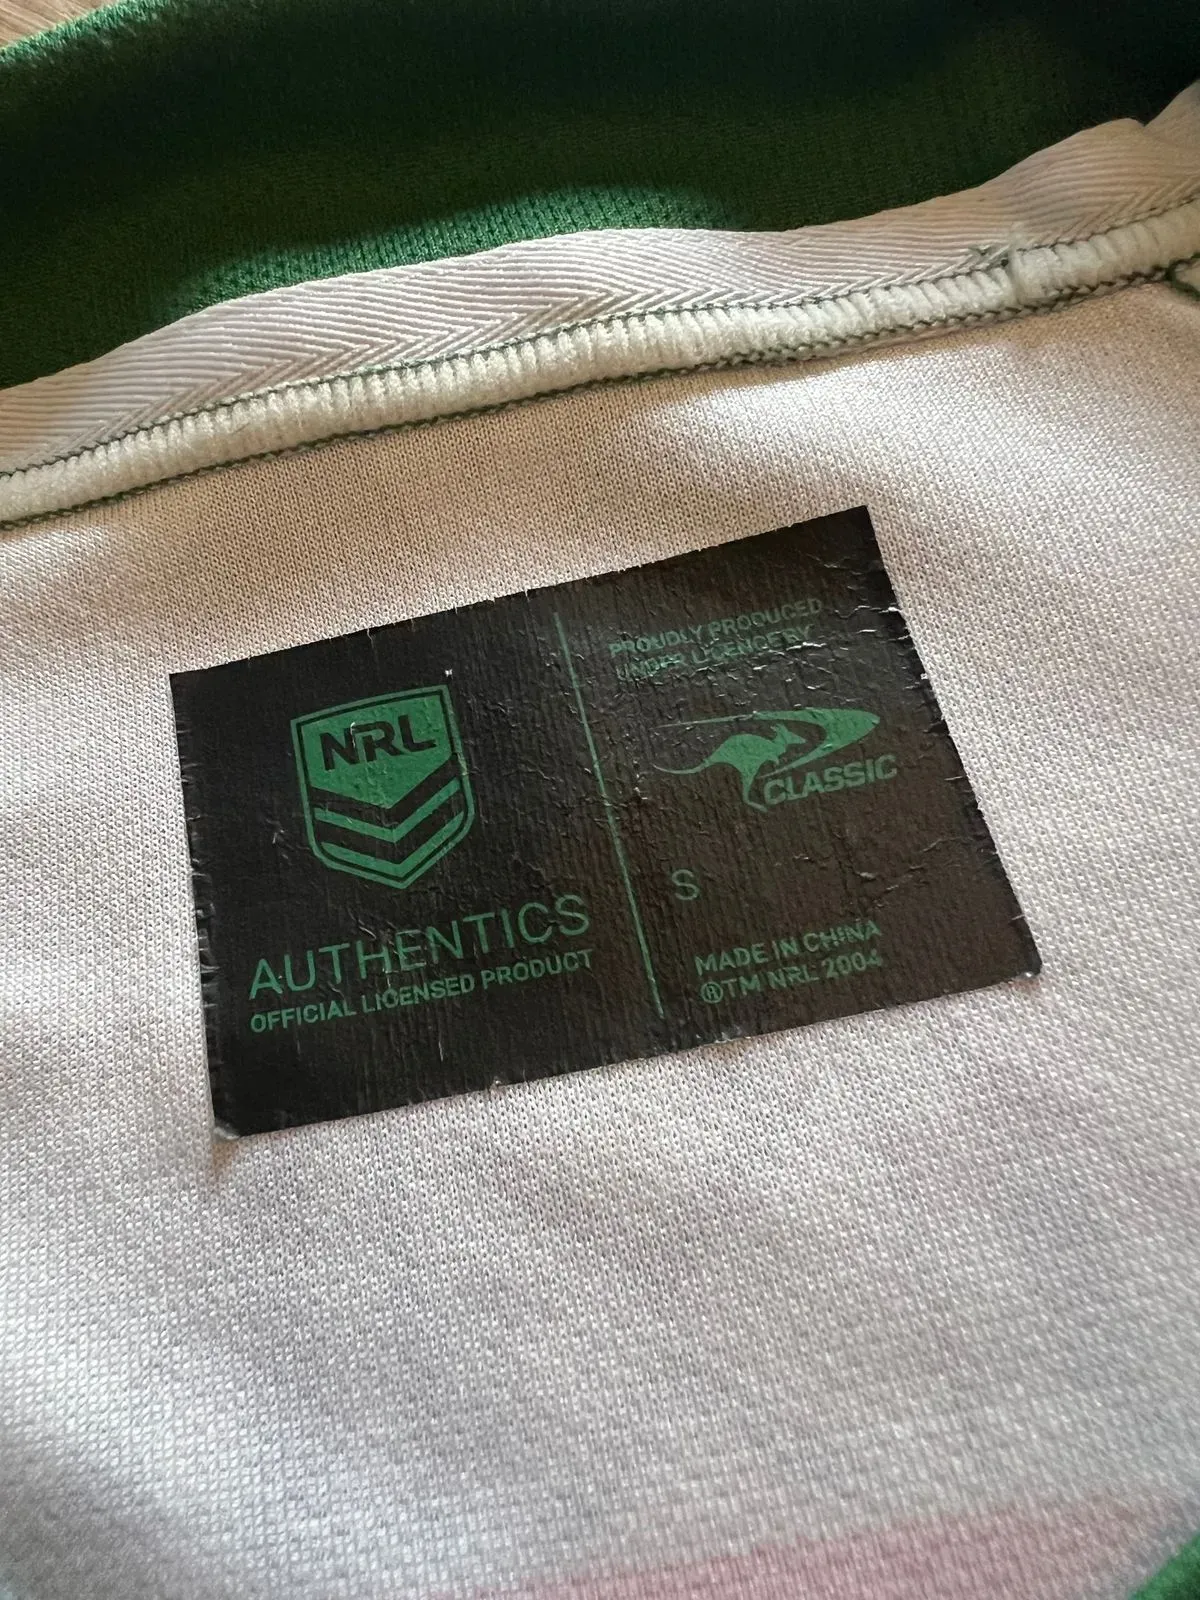 NRL
AUTHENTICS
OFFICIAL LICENSED PRODUCT
PROUDLY PRODUCED
UNDER LICENCE BY
CLASSIC
S
MADE IN CHINA
®TM NRL 2004